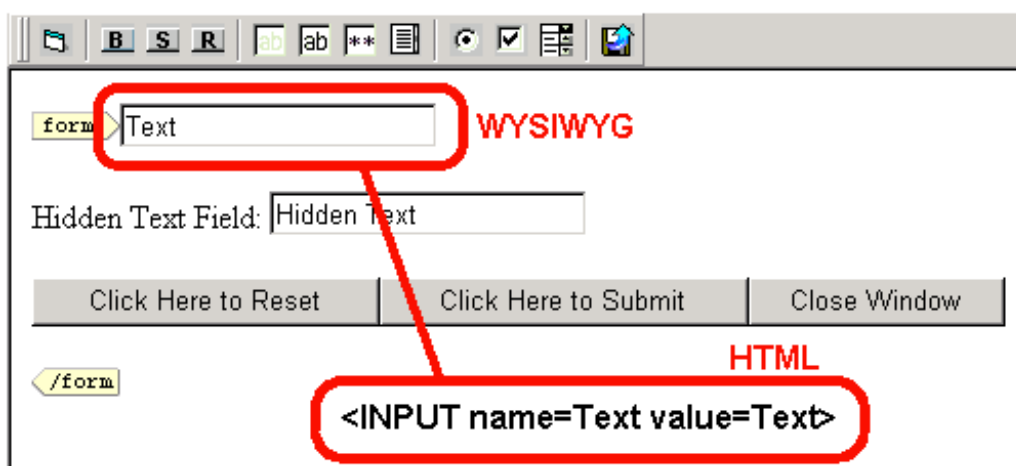 B S R ab ab **
form Text WYSIWYG
Hidden Text Field: Hidden Text
Click Here to Reset Click Here to Submit Close Window
HTML
/form
<INPUT name=Text value=Text>